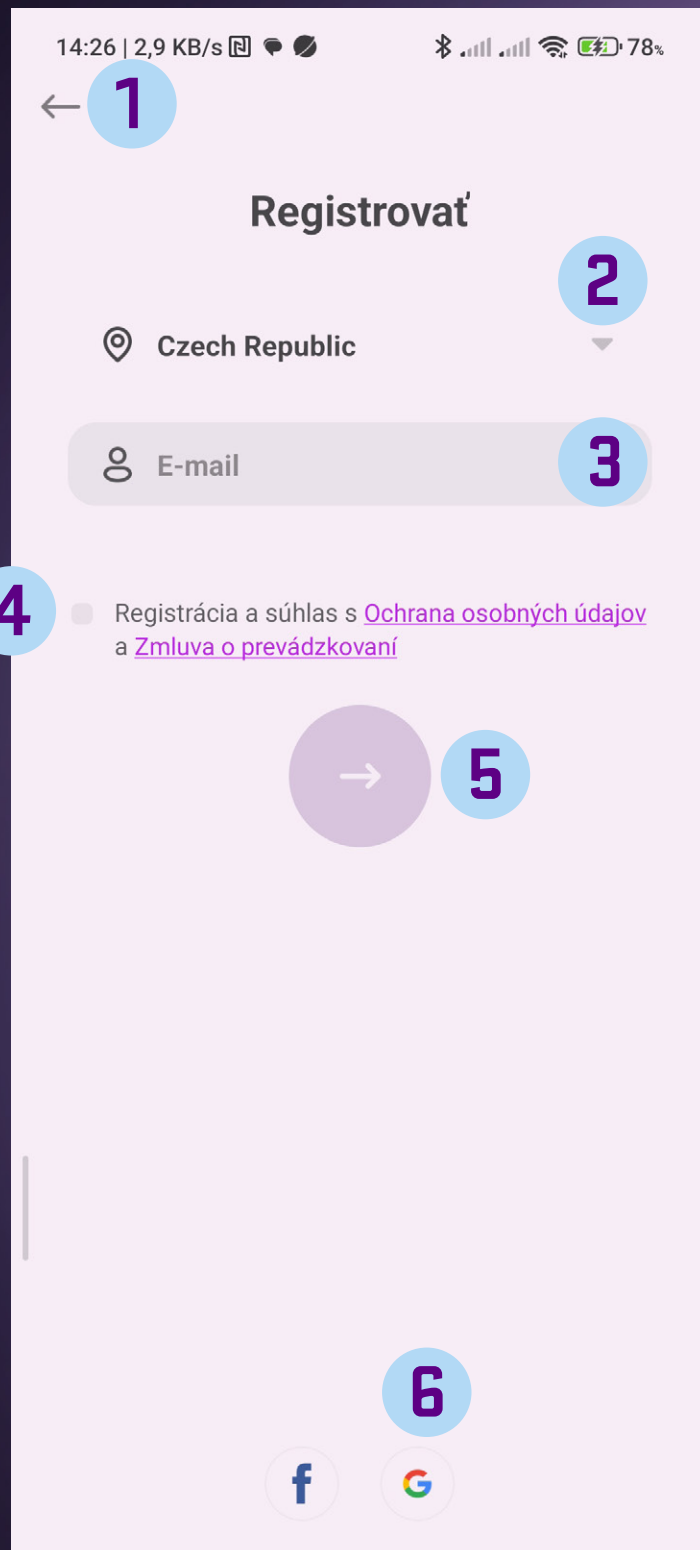 14:26 | 2,9 KB/s 78%
1
Registrovať
2
Czech Republic
E-mail 3
4 Registrácia a súhlas s Ochrana osobných údajov
a Zmluva o prevádzkovaní
5
6